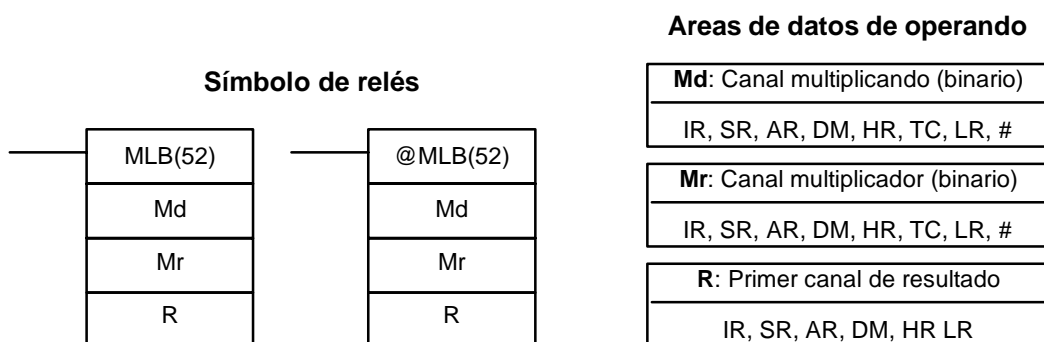 Areas de datos de operando
Símbolo de relés
MLB(52)
Md
Mr
R
@MLB(52)
Md
Mr
R
Md: Canal multiplicando (binario)
IR, SR, AR, DM, HR, TC, LR, #
Mr: Canal multiplicador (binario)
IR, SR, AR, DM, HR, TC, LR, #
R: Primer canal de resultado
IR, SR, AR, DM, HR LR